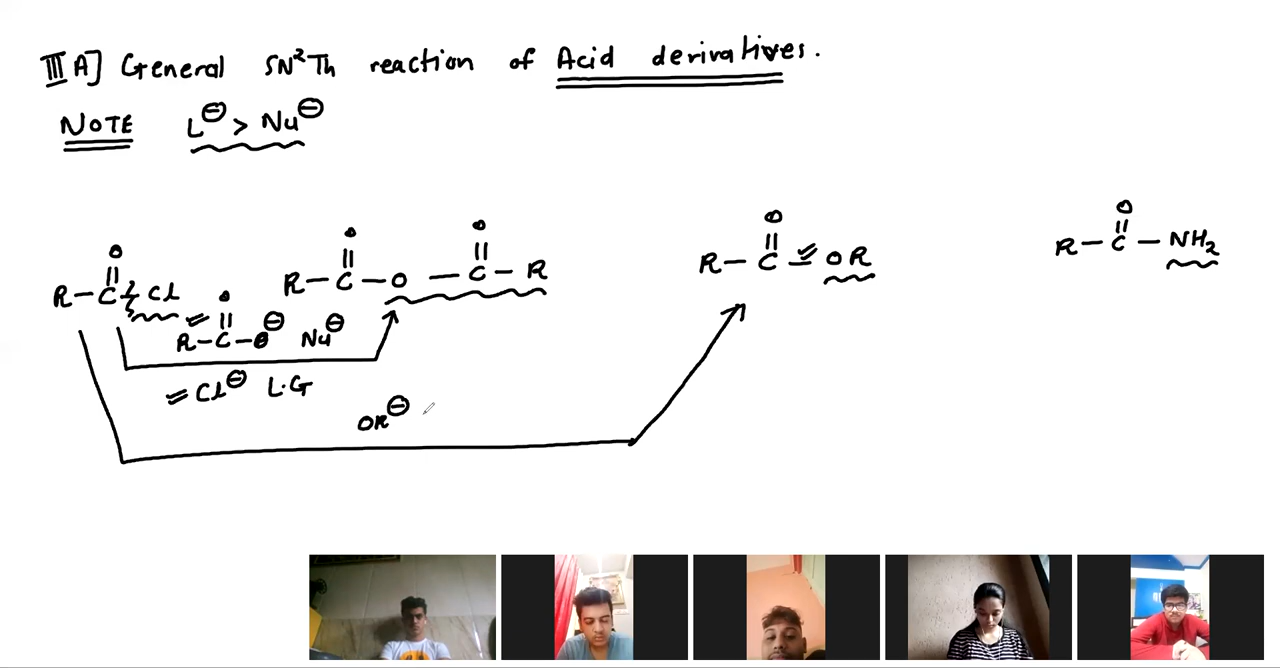 III A] General SN²Th reaction of Acid derivatives.
NOTE L⊖ > Nu⊖
O O O O O
|| || || || ||
R—C—Cl R—C—O—C—R R—C—OR R—C—NH₂
O
||
R—C—O⊖ Nu⊖
Cl⊖ L.G
OR⊖